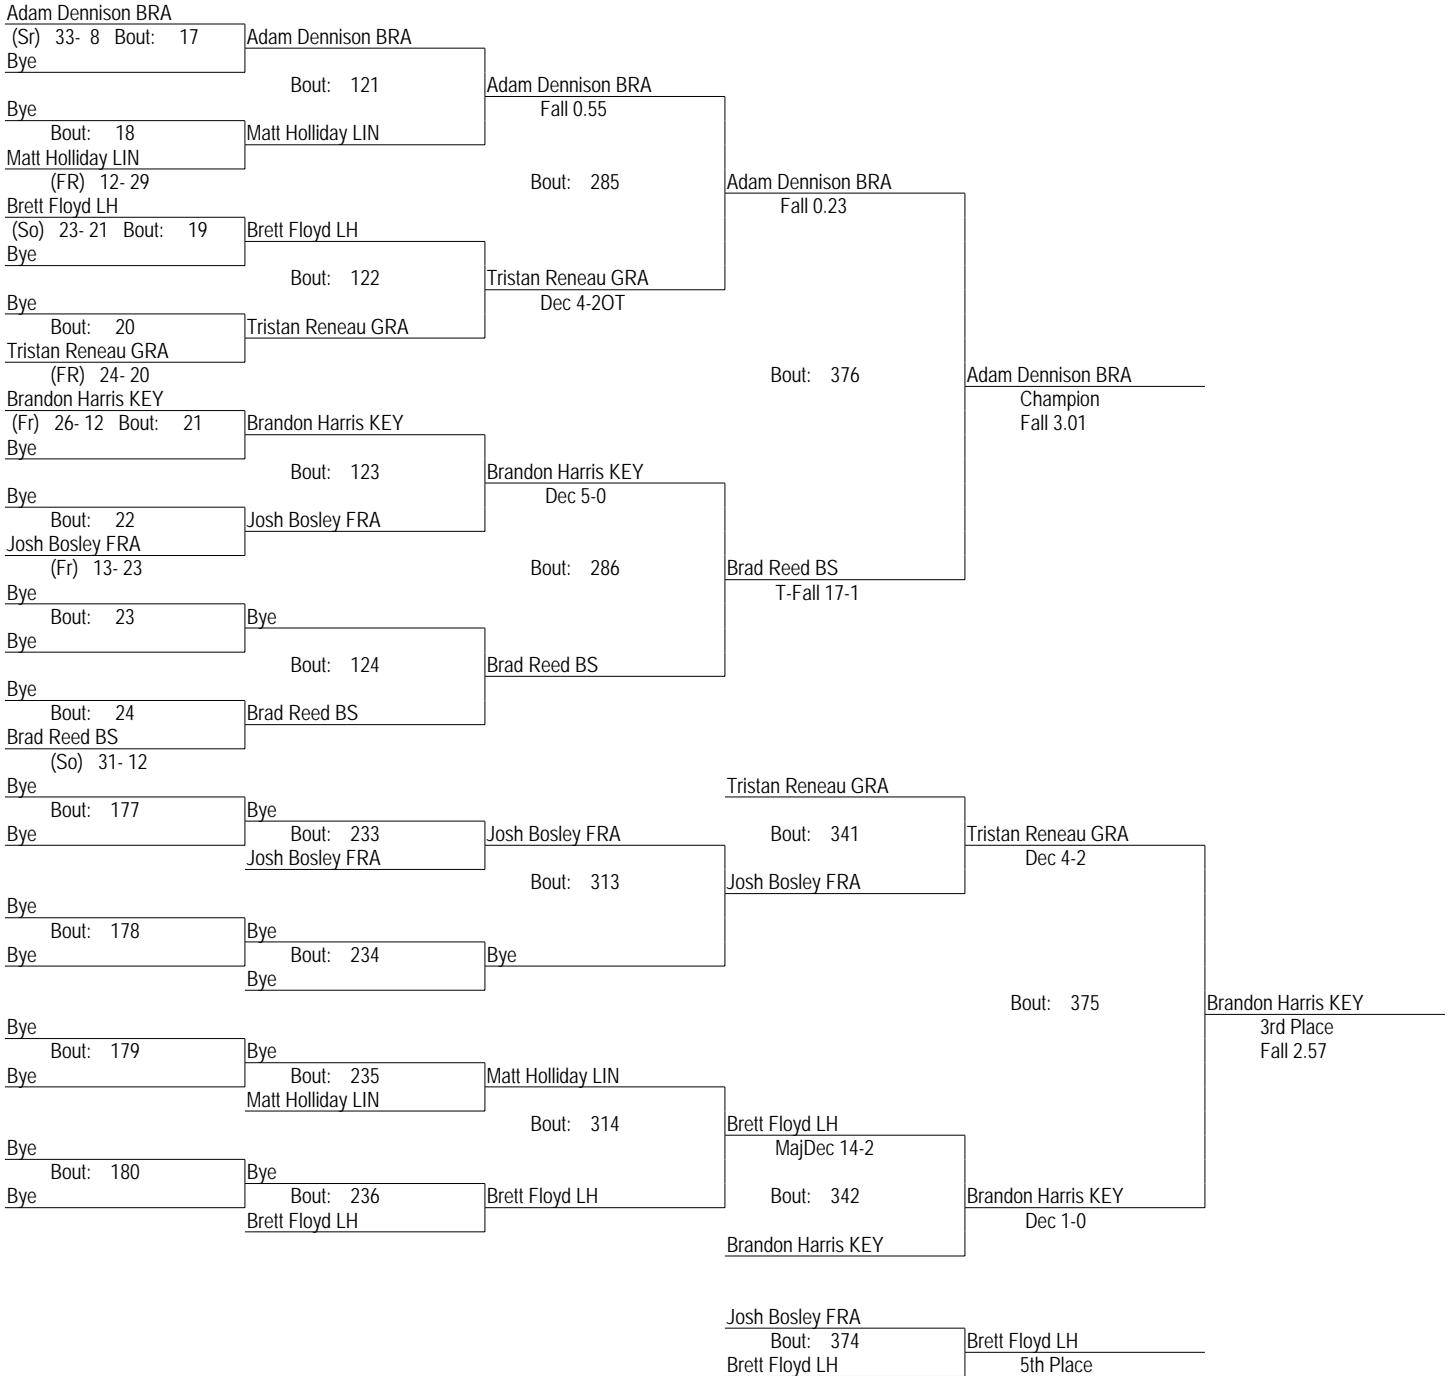 Adam Dennison BRA
(Sr) 33- 8 Bout: 17 Adam Dennison BRA
Bye
Bout: 121 Adam Dennison BRA
Bye Fall 0.55
Bout: 18 Matt Holliday LIN
Matt Holliday LIN
(FR) 12- 29 Bout: 285 Adam Dennison BRA
Brett Floyd LH Fall 0.23
(So) 23- 21 Bout: 19 Brett Floyd LH
Bye
Bout: 122 Tristan Reneau GRA
Bye Dec 4-2OT
Bout: 20 Tristan Reneau GRA
Tristan Reneau GRA
(FR) 24- 20 Bout: 376 Adam Dennison BRA
Brandon Harris KEY Champion
(Fr) 26- 12 Bout: 21 Brandon Harris KEY Fall 3.01
Bye
Bout: 123 Brandon Harris KEY
Bye Dec 5-0
Bout: 22 Josh Bosley FRA
Josh Bosley FRA
(Fr) 13- 23 Bout: 286 Brad Reed BS
Bye T-Fall 17-1
Bout: 23 Bye
Bye
Bout: 124 Brad Reed BS
Bye
Bout: 24 Brad Reed BS
Brad Reed BS
(So) 31- 12
Bye Tristan Reneau GRA
Bout: 177 Bye
Bye Bout: 233 Josh Bosley FRA Bout: 341 Tristan Reneau GRA
Josh Bosley FRA Dec 4-2
Bout: 313 Josh Bosley FRA
Bye
Bout: 178 Bye
Bye Bout: 234 Bye
Bye
Bout: 375 Brandon Harris KEY
Bye 3rd Place
Bout: 179 Bye Fall 2.57
Bye Bout: 235 Matt Holliday LIN
Matt Holliday LIN
Bout: 314 Brett Floyd LH
Bye MajDec 14-2
Bout: 180 Bye
Bye Bout: 236 Brett Floyd LH Bout: 342 Brandon Harris KEY
Brett Floyd LH Dec 1-0
Brandon Harris KEY
Josh Bosley FRA
Bout: 374 Brett Floyd LH
Brett Floyd LH 5th Place